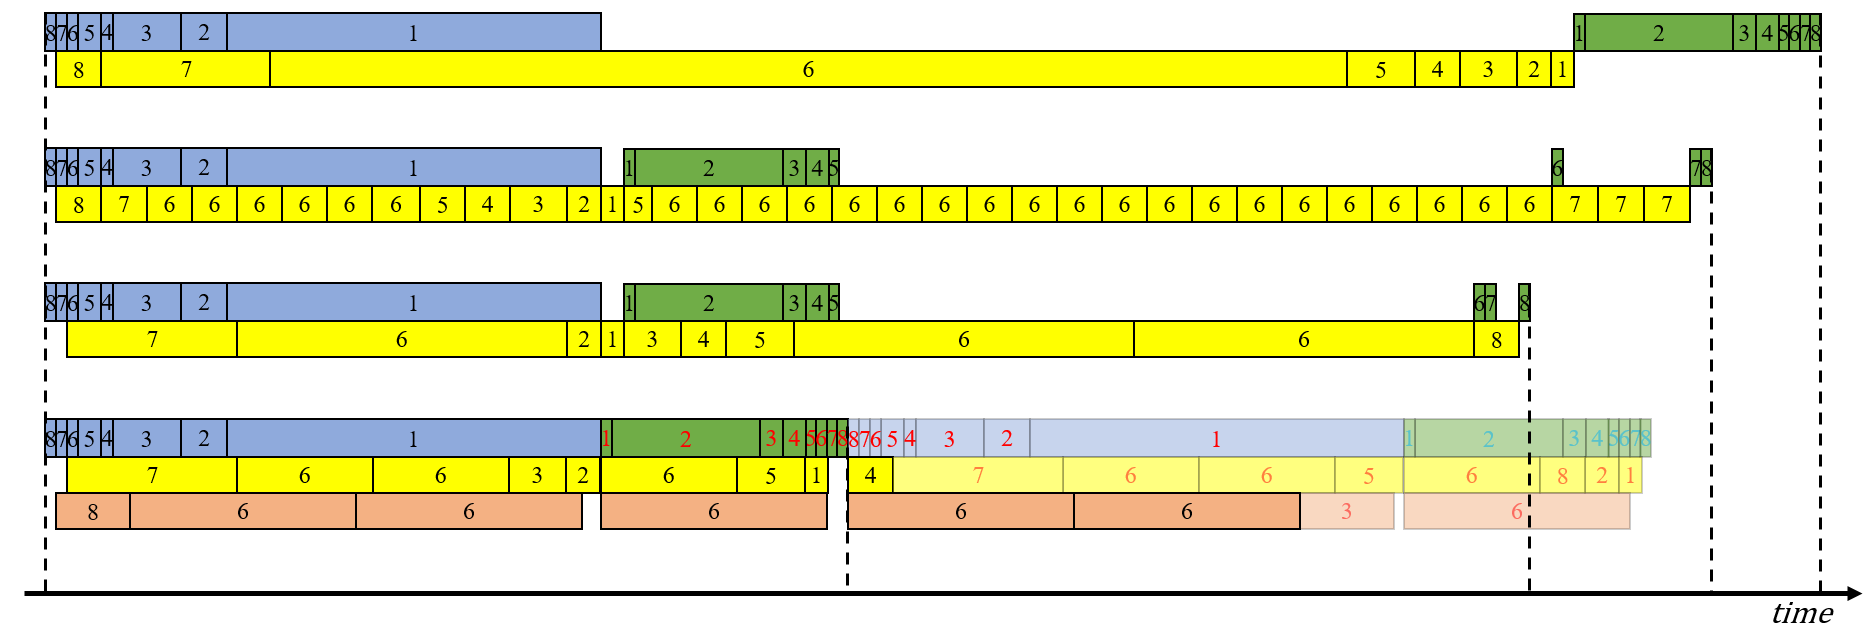 8 7 6 5 4 3 2 1 1 2 3 4 5 6 7 8
8 7 6 5 4 3 2 1
8 7 6 5 4 3 2 1 1 2 3 4 5 6 7 8
8 7 6 6 6 6 6 6 5 4 3 2 1 5 6 6 6 6 6 6 6 6 6 6 6 6 6 6 6 6 6 6 6 6 7 7 7
8 7 6 5 4 3 2 1 1 2 3 4 5 6 7 8
7 6 2 1 3 4 5 6 6 8
8 7 6 5 4 3 2 1 1 2 3 4 5 6 7 8 8 7 6 5 4 3 2 1 1 2 3 4 5 6 7 8
7 6 6 3 2 6 5 1 4 7 6 6 5 6 8 2 1
8 6 6 6 6 6 3 6
time